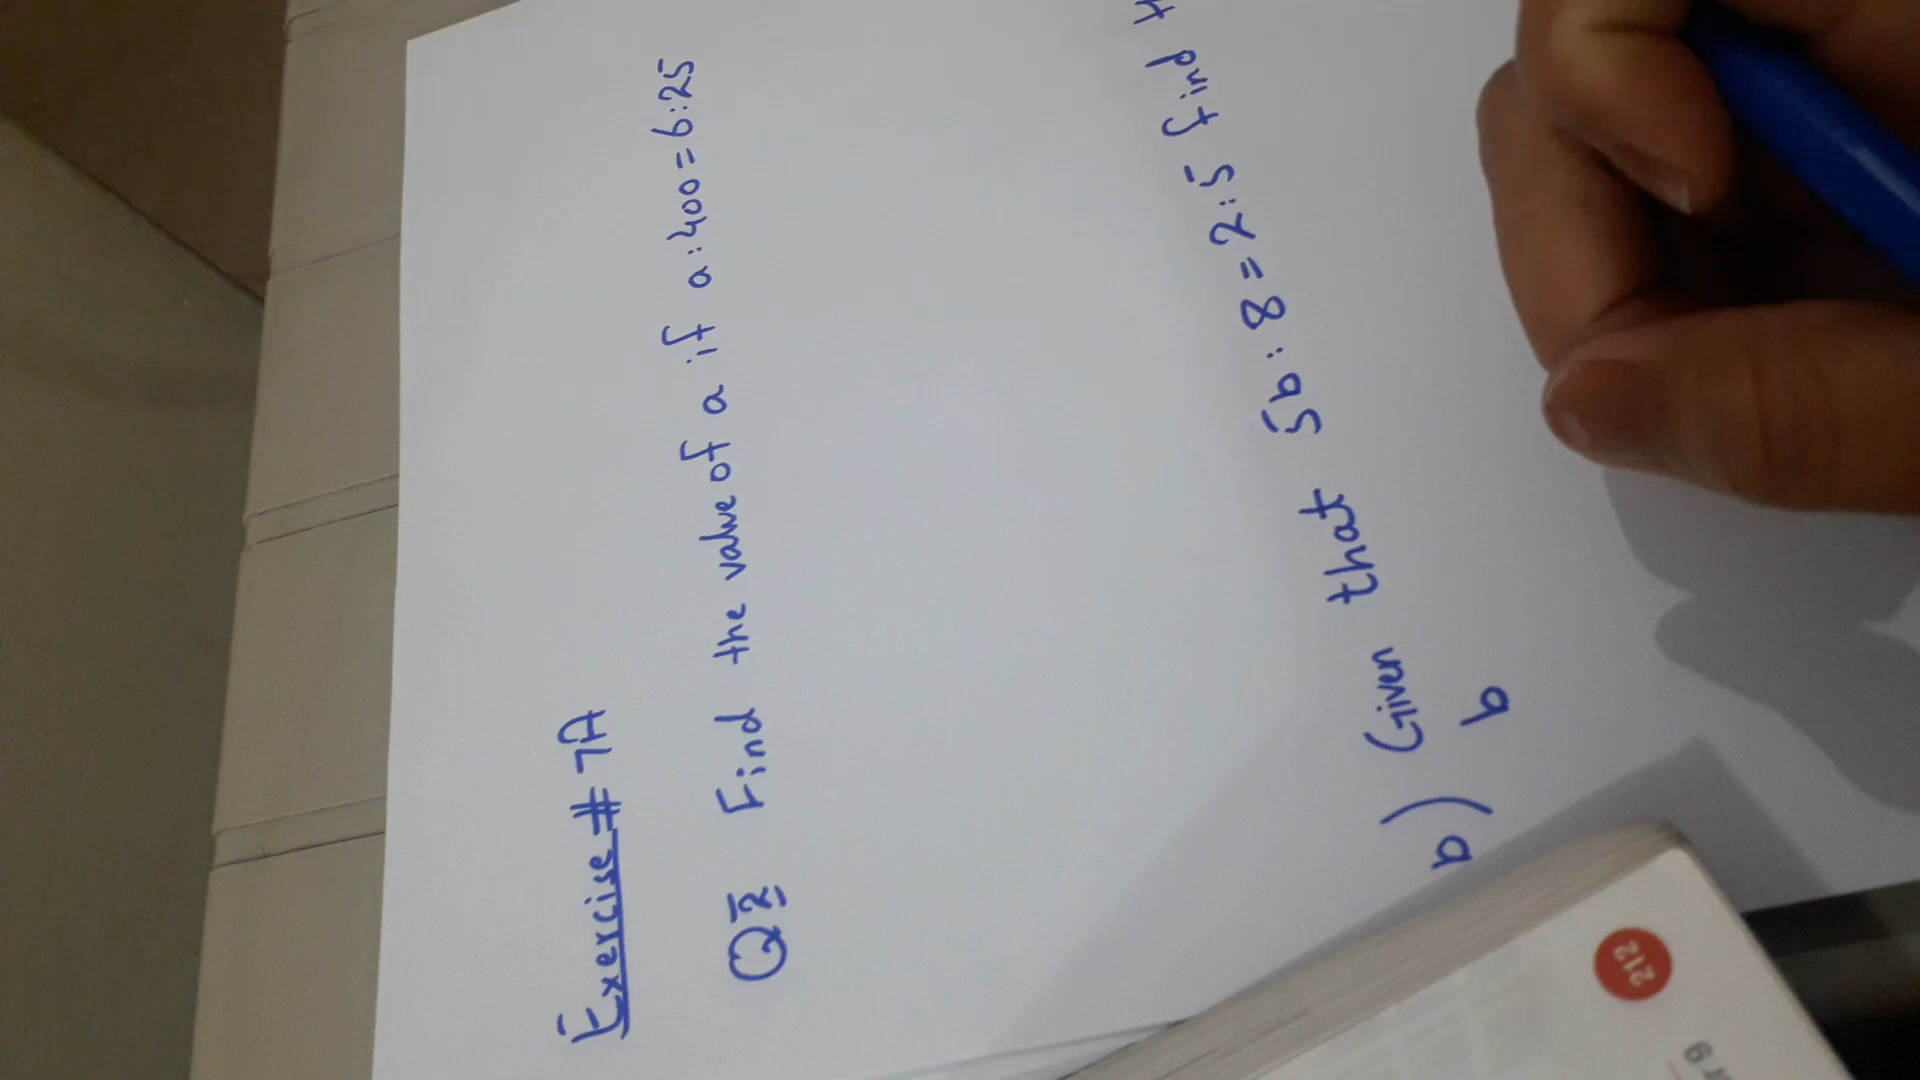 Exercise # 7A
Q2 Find the value of a if a:400=6:25
a) Given that 5b:8=2:5 find
b
212